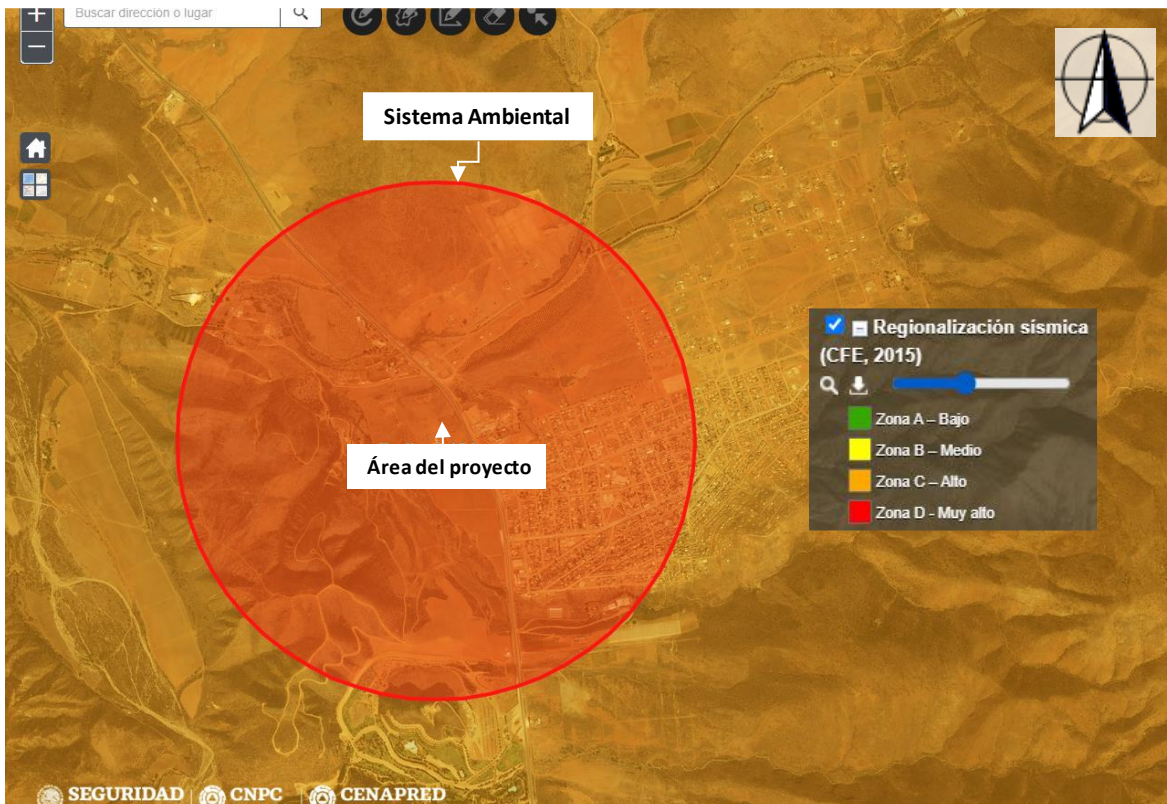 +
Buscar dirección o lugar
−
Sistema Ambiental
Área del proyecto
Regionalización sísmica
(CFE, 2015)
Zona A – Bajo
Zona B – Medio
Zona C – Alto
Zona D - Muy alto
SEGURIDAD CNPC CENAPRED